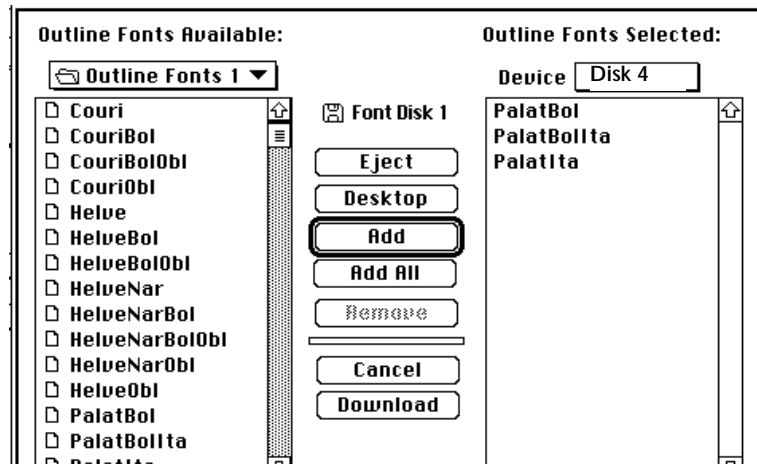 Outline Fonts Available:
Outline Fonts 1
Couri
CouriBol
CouriBolObl
CouriObl
Helve
HelveBol
HelveBolObl
HelveNar
HelveNarBol
HelveNarBolObl
HelveNarObl
HelveObl
PalatBol
PalatBolIta
PalatIta
Font Disk 1
Eject
Desktop
Add
Add All
Remove
Cancel
Download
Outline Fonts Selected:
Device Disk 4
PalatBol
PalatBolIta
PalatIta